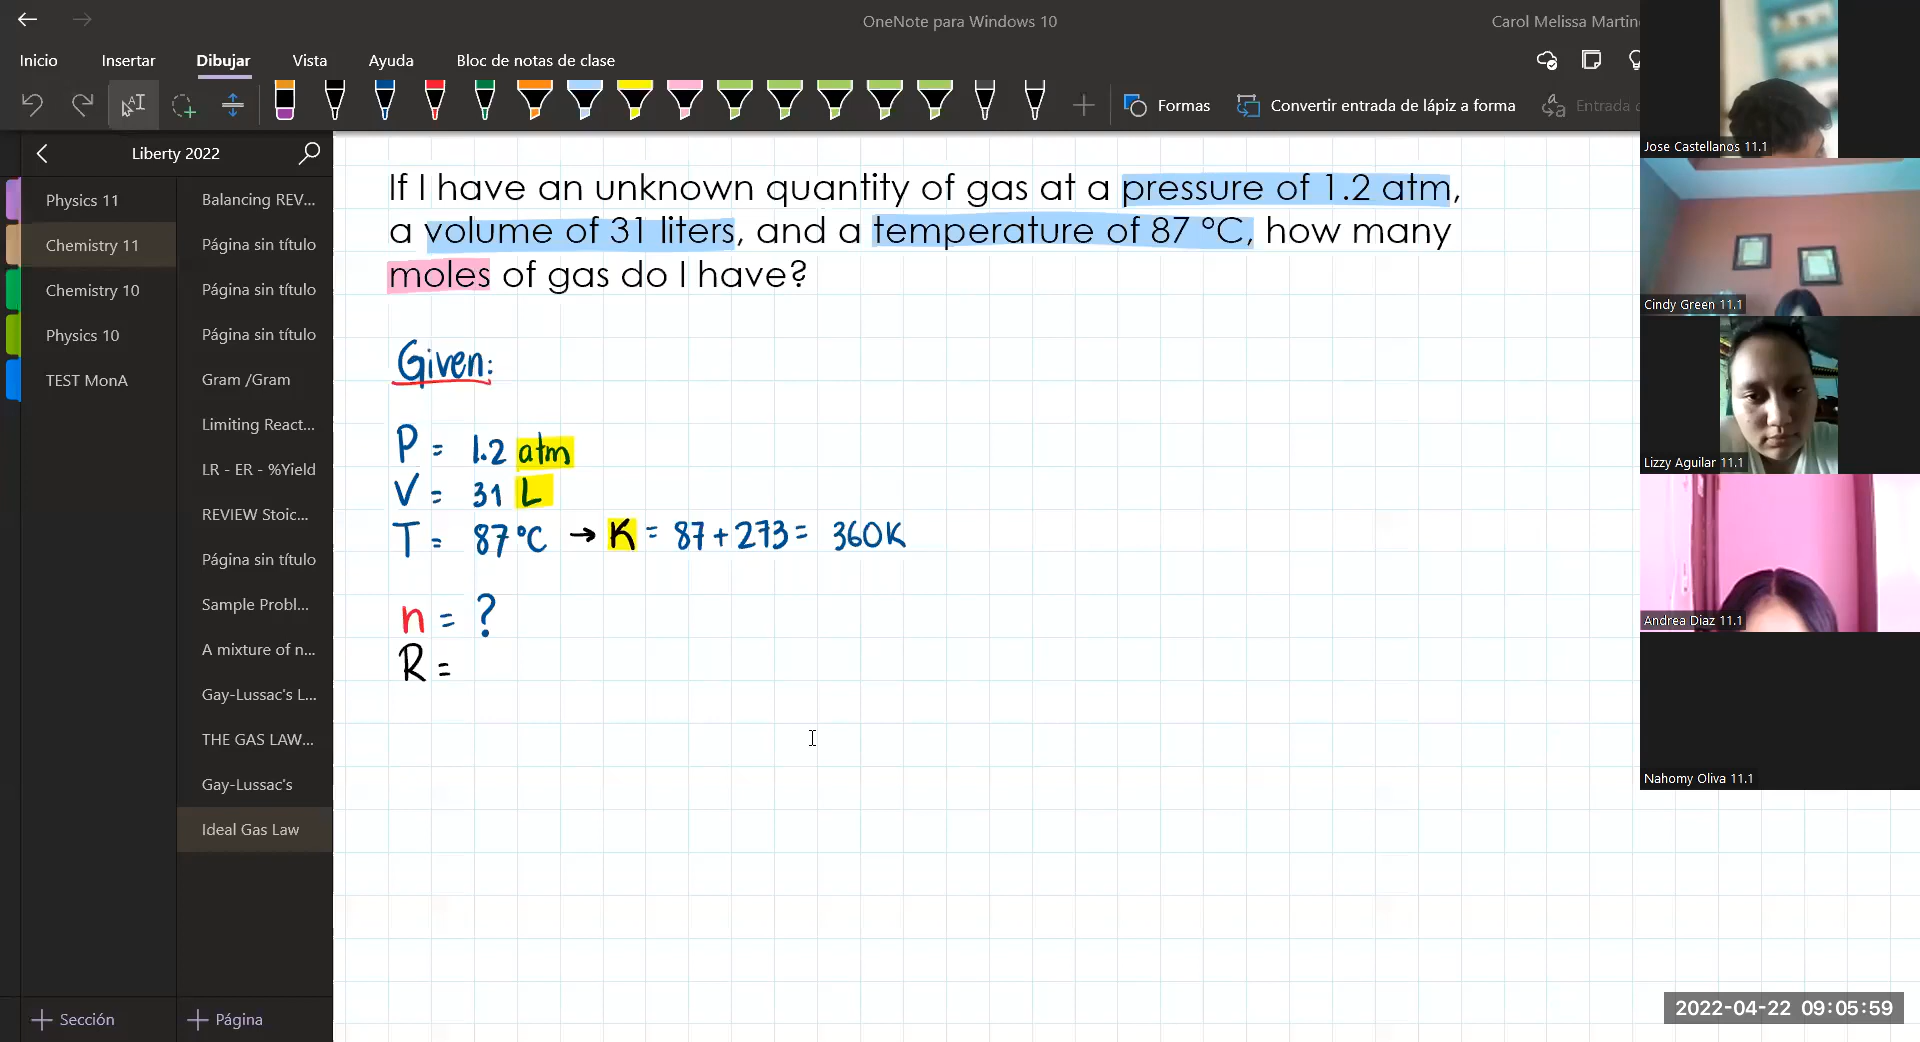 OneNote para Windows 10
Carol Melissa Martin
Inicio
Insertar
Dibujar
Vista
Ayuda
Bloc de notas de clase
Formas
Convertir entrada de lápiz a forma
Entrada
Liberty 2022
Physics 11
Chemistry 11
Chemistry 10
Physics 10
TEST MonA
Balancing REV...
Página sin título
Página sin título
Página sin título
Gram /Gram
Limiting React...
LR - ER - %Yield
REVIEW Stoic...
Página sin título
Sample Probl...
A mixture of n...
Gay-Lussac's L...
THE GAS LAW...
Gay-Lussac's
Ideal Gas Law
Sección
Página
If I have an unknown quantity of gas at a pressure of 1.2 atm,
a volume of 31 liters, and a temperature of 87 °C, how many
moles of gas do I have?
Given:
P = 1.2 atm
V = 31 L
T = 87 °C → K = 87 + 273 = 360K
n = ?
R =
Jose Castellanos 11.1
Cindy Green 11.1
Lizzy Aguilar 11.1
Andrea Diaz 11.1
Nahomy Oliva 11.1
2022-04-22 09:05:59